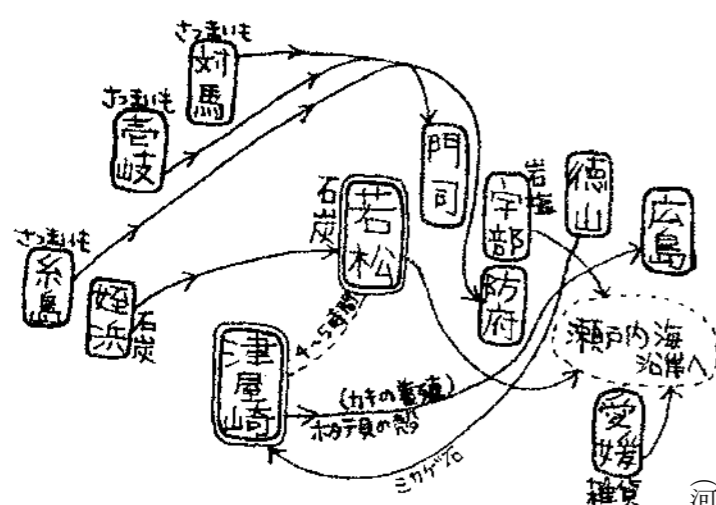 さつまいも
対馬
さつまいも
壱岐
さつまいも
糸島
姪浜
石炭
石炭
若松
門司
宇部
岩塩
徳山
広島
防府
瀬戸内海
沿岸へ
4~5時間
津屋崎
(カキの養殖)
ホタテ貝の殻
ミカゲ石
愛媛
雑貨
(河